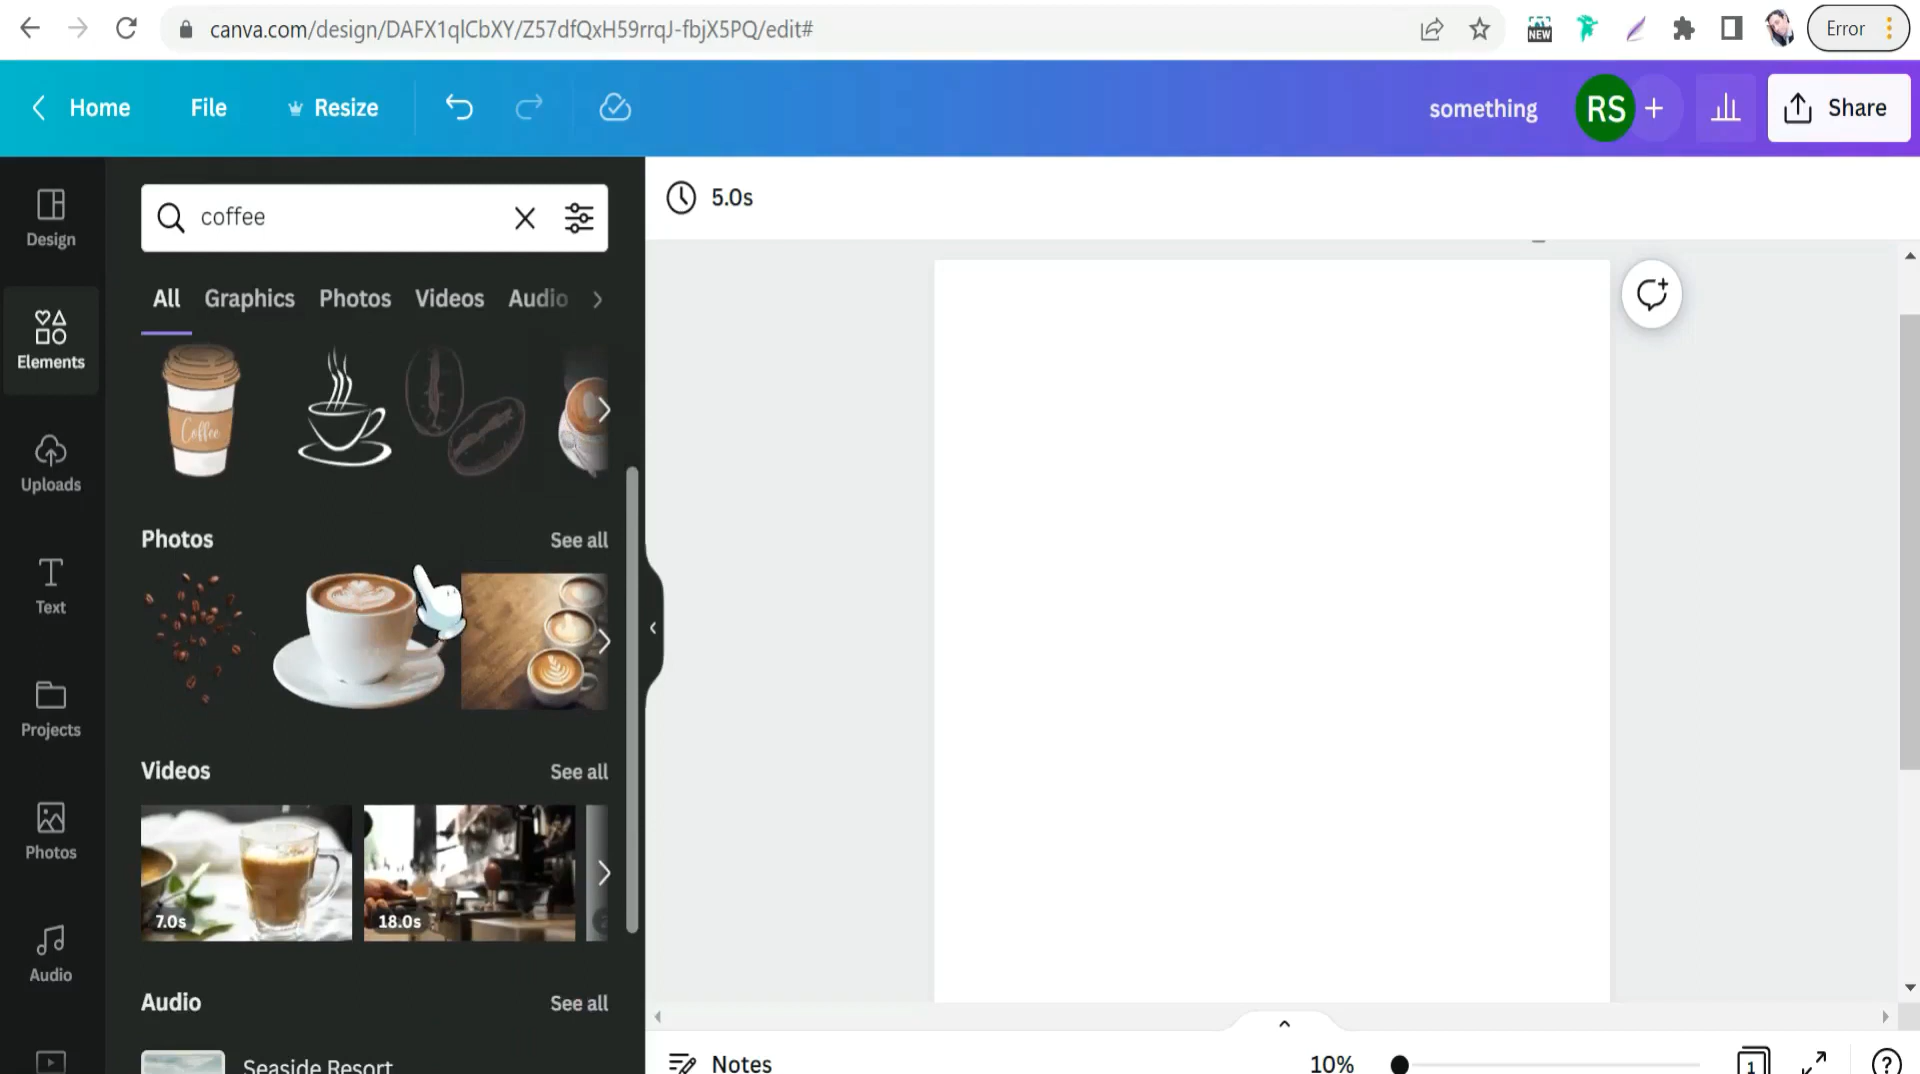 canva.com/design/DAFX1qlCbXY/Z57dfQxH59rrqJ-fbjX5PQ/edit#
NEW
Error
Home
File
Resize
something
RS
Share
Design
Elements
Uploads
Text
Projects
Photos
Audio
coffee
All
Graphics
Photos
Videos
Audio
Coffee
Photos
See all
Videos
See all
7.0s
18.0s
Audio
See all
Seaside Resort
5.0s
Notes
10%
1
?